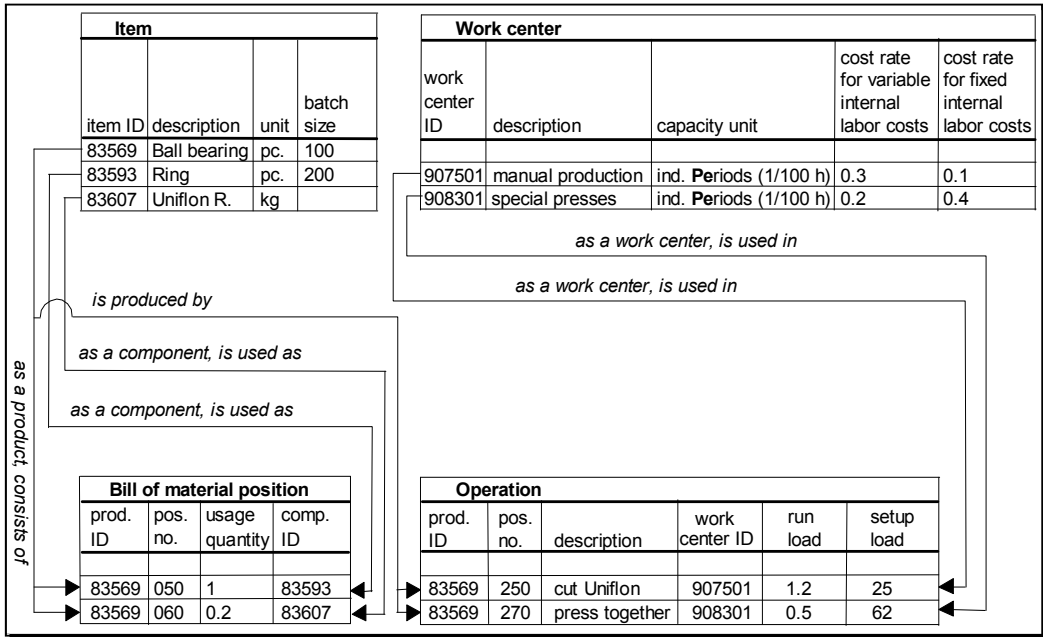 Item
item ID description unit batch size
83569 Ball bearing pc. 100
83593 Ring pc. 200
83607 Uniflon R. kg
Work center
work center ID description capacity unit cost rate for variable internal labor costs cost rate for fixed internal labor costs
907501 manual production ind. Periods (1/100 h) 0.3 0.1
908301 special presses ind. Periods (1/100 h) 0.2 0.4
as a work center, is used in
as a work center, is used in
is produced by
as a component, is used as
as a component, is used as
as a product, consists of
Bill of material position
prod. ID pos. no. usage quantity comp. ID
83569 050 1 83593
83569 060 0.2 83607
Operation
prod. ID pos. no. description work center ID run load setup load
83569 250 cut Uniflon 907501 1.2 25
83569 270 press together 908301 0.5 62